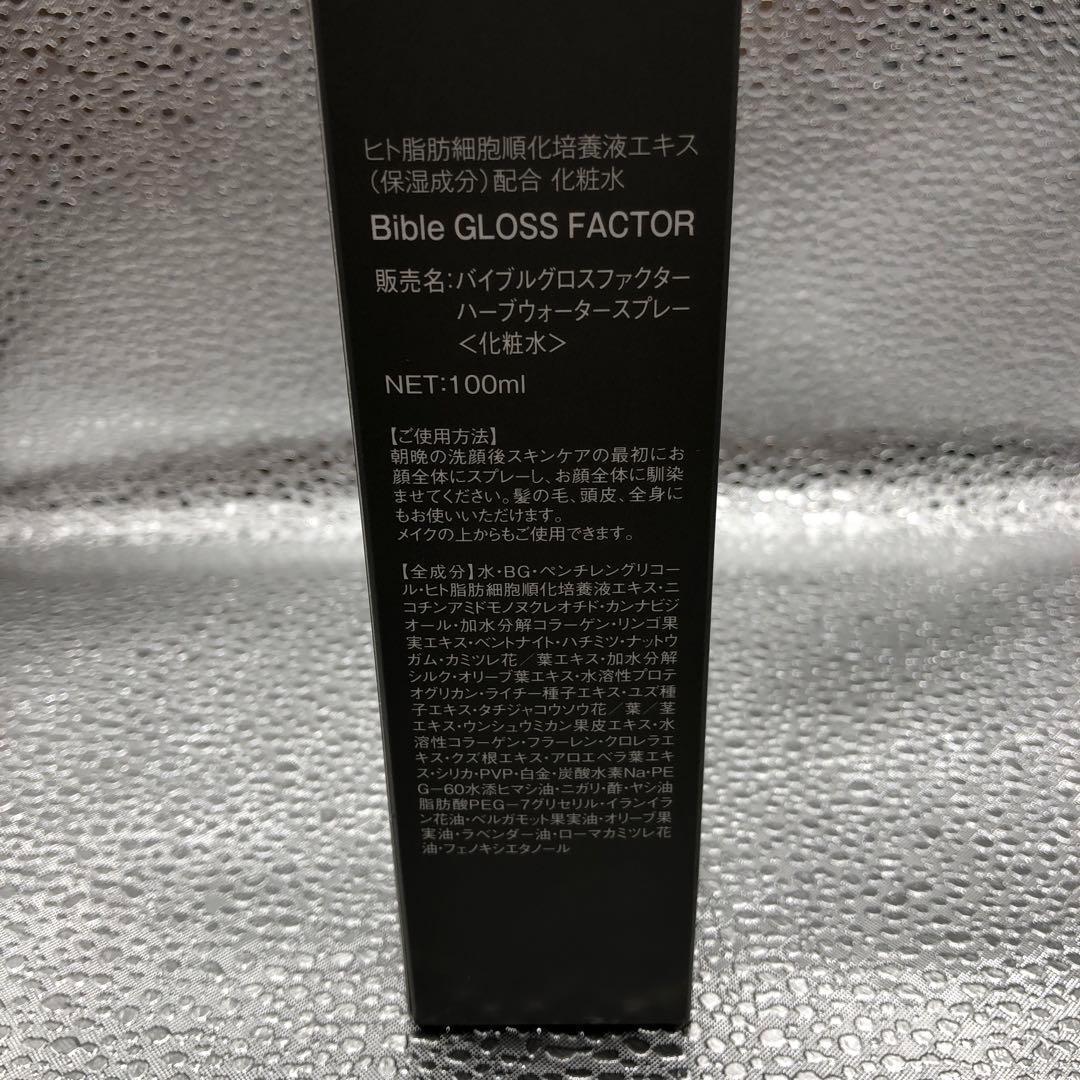 ヒト脂肪細胞順化培養液エキス
(保湿成分)配合 化粧水
Bible GLOSS FACTOR
販売名:バイブルグロスファクター
ハーブウォータースプレー
<化粧水>
NET:100ml
【ご使用方法】
朝晩の洗顔後スキンケアの最初にお
顔全体にスプレーし、お顔全体に馴染
ませてください。髪の毛、頭皮、全身に
もお使いいただけます。
メイクの上からもご使用できます。
【全成分】水・BG・ペンチレングリコー
ル・ヒト脂肪細胞順化培養液エキス・ニ
コチンアミドモノヌクレオチド・カンナビジ
オール・加水分解コラーゲン・リンゴ果
実エキス・ベントナイト・ハチミツ・ナットウ
ガム・カミツレ花/葉エキス・加水分解
シルク・オリーブ葉エキス・水溶性プロテ
オグリカン・ライチー種子エキス・ユズ種
子エキス・タチジャコウソウ花/葉/茎
エキス・ウンシュウミカン果皮エキス・水
溶性コラーゲン・フラーレン・クロレラエ
キス・クズ根エキス・アロエベラ葉エキ
ス・シリカ・PVP・白金・炭酸水素Na・PE
G-60水添ヒマシ油・ニガリ・酢・ヤシ油
脂肪酸PEG-7グリセリル・イランイラ
ン花油・ベルガモット果実油・オリーブ果
実油・ラベンダー油・ローマカミツレ花
油・フェノキシエタノール